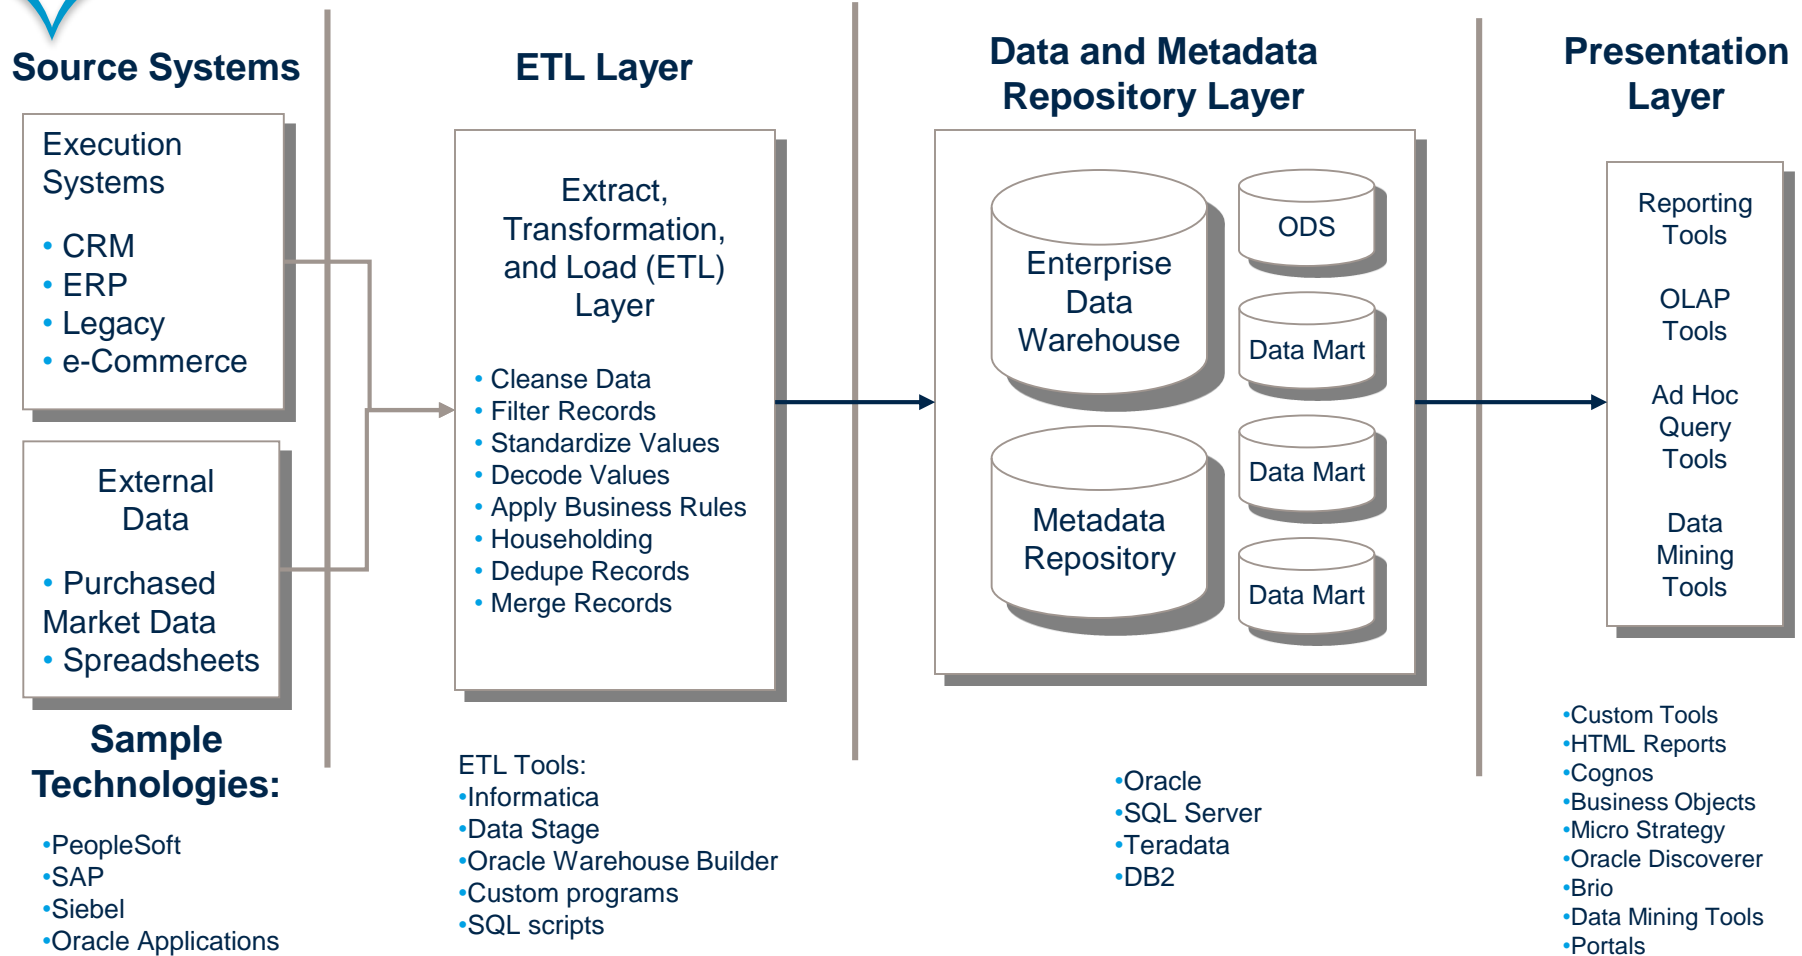 Source Systems
Execution
Systems
• CRM
• ERP
• Legacy
• e-Commerce
External
Data
• Purchased
Market Data
• Spreadsheets
Sample
Technologies:
•PeopleSoft
•SAP
•Siebel
•Oracle Applications
ETL Layer
Extract,
Transformation,
and Load (ETL)
Layer
• Cleanse Data
• Filter Records
• Standardize Values
• Decode Values
• Apply Business Rules
• Householding
• Dedupe Records
• Merge Records
ETL Tools:
•Informatica
•Data Stage
•Oracle Warehouse Builder
•Custom programs
•SQL scripts
Data and Metadata
Repository Layer
Enterprise
Data
Warehouse
Metadata
Repository
ODS
Data Mart
Data Mart
Data Mart
•Oracle
•SQL Server
•Teradata
•DB2
Presentation
Layer
Reporting
Tools
OLAP
Tools
Ad Hoc
Query
Tools
Data
Mining
Tools
•Custom Tools
•HTML Reports
•Cognos
•Business Objects
•Micro Strategy
•Oracle Discoverer
•Brio
•Data Mining Tools
•Portals